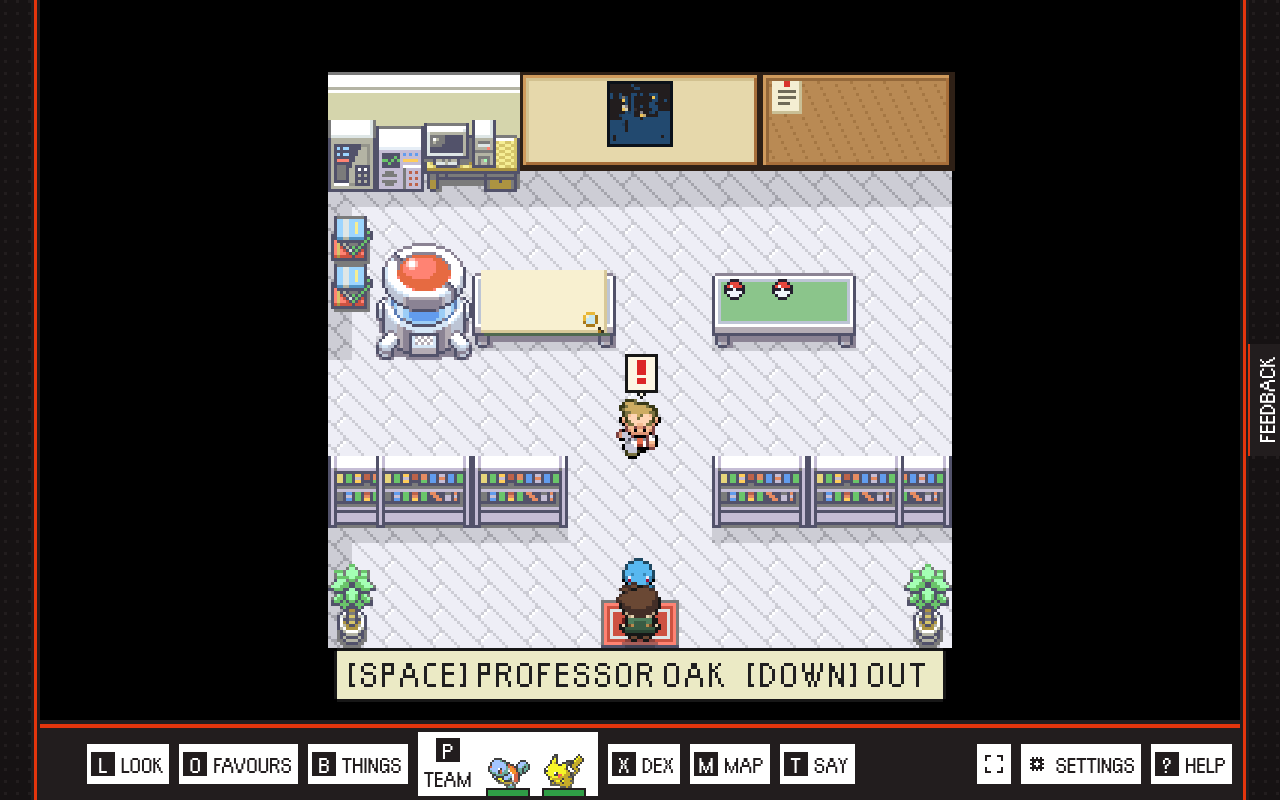 !
[SPACE] PROFESSOR OAK [DOWN] OUT
FEEDBACK
L LOOK
O FAVOURS
B THINGS
P TEAM
X DEX
M MAP
T SAY
SETTINGS
? HELP